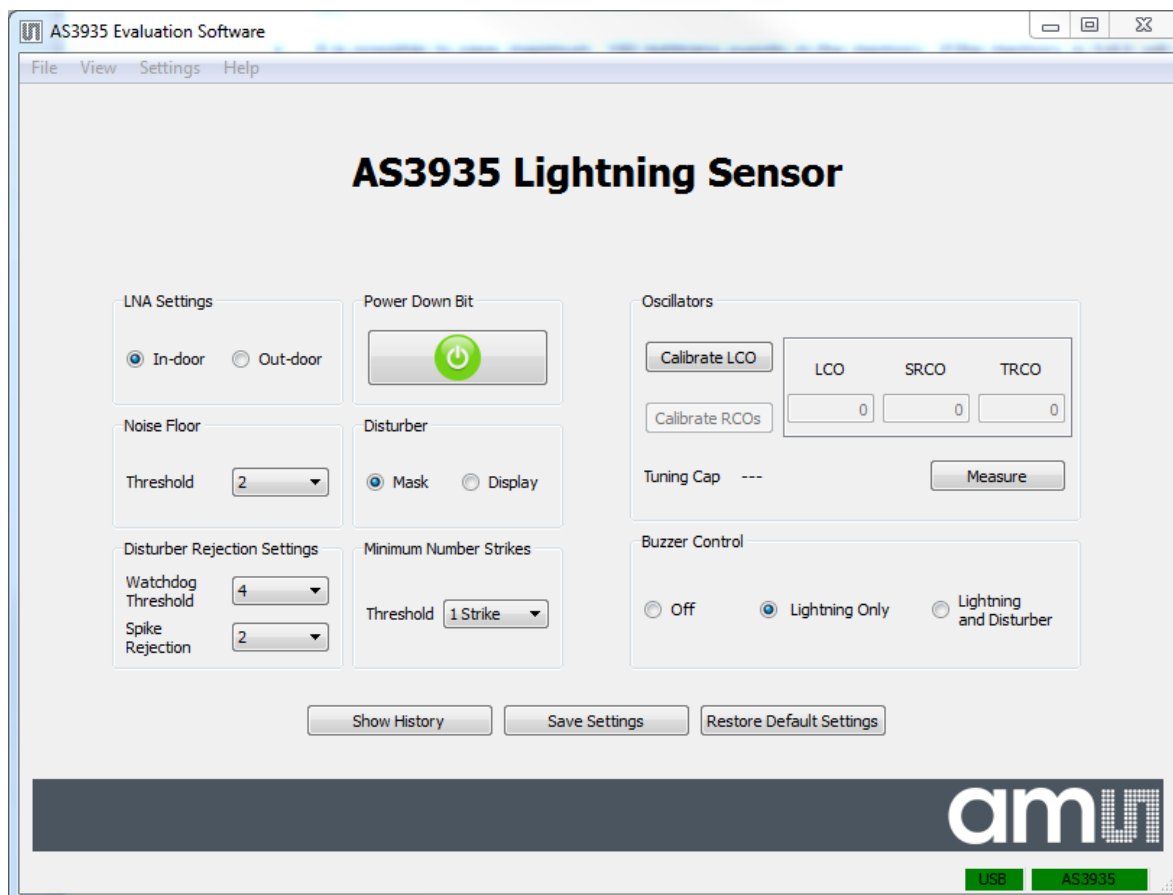 AS3935 Evaluation Software
File View Settings Help
AS3935 Lightning Sensor
LNA Settings
In-door Out-door
Power Down Bit
Noise Floor
Threshold 2
Disturber
Mask Display
Disturber Rejection Settings
Watchdog
Threshold
4
Spike
Rejection
2
Minimum Number Strikes
Threshold 1 Strike
Oscillators
Calibrate LCO
LCO SRCO TRCO
0 0 0
Calibrate RCOs
Tuning Cap ---
Measure
Buzzer Control
Off Lightning Only
Lightning
and Disturber
Show History Save Settings Restore Default Settings
am
USB AS3935